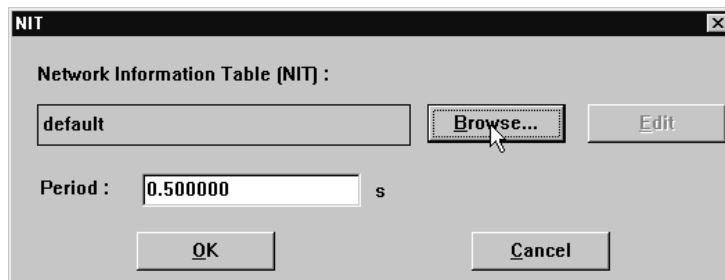 NIT
Network Information Table (NIT) :
default Browse... Edit
Period : 0.500000 s
OK Cancel